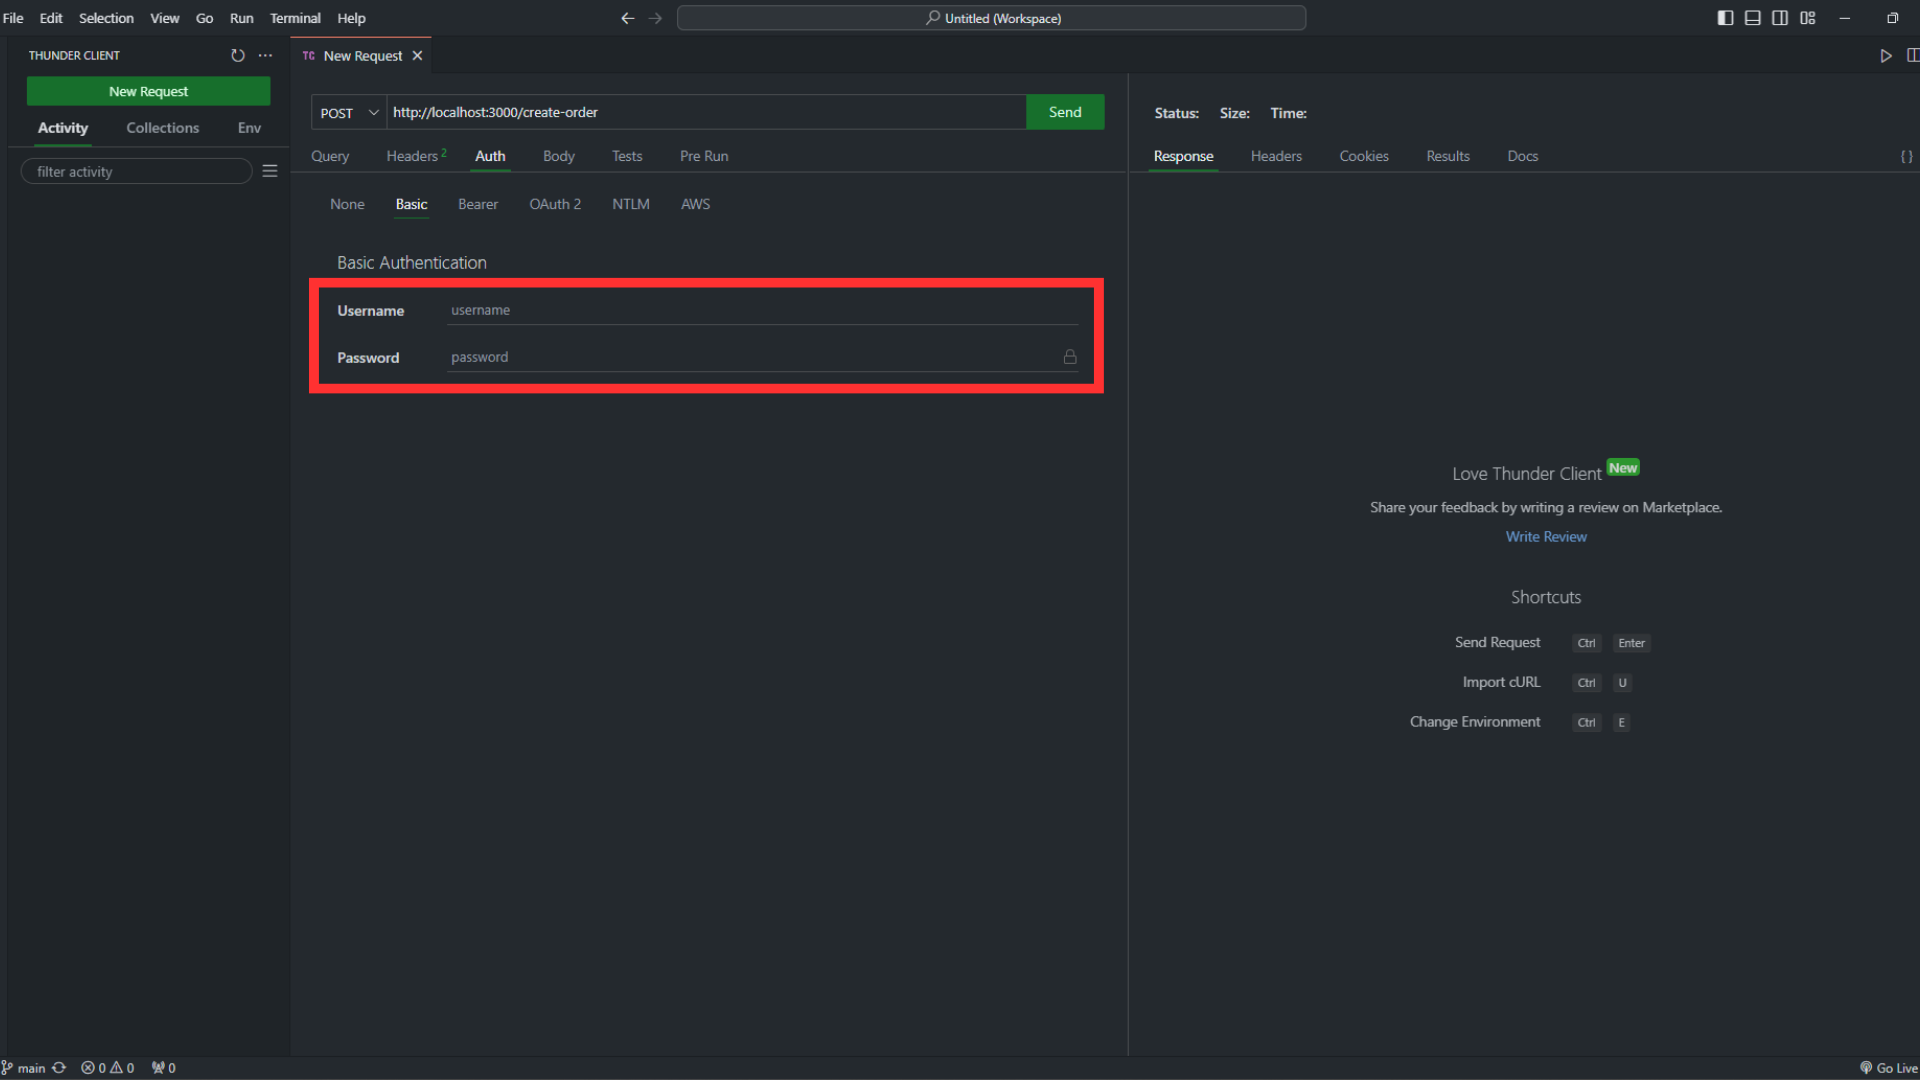 File Edit Selection View Go Run Terminal Help Untitled (Workspace)
THUNDER CLIENT
New Request
Activity Collections Env
filter activity
TC New Request
POST http://localhost:3000/create-order Send
Query Headers 2 Auth Body Tests Pre Run
None Basic Bearer OAuth 2 NTLM AWS
Basic Authentication
Username username
Password password
Status: Size: Time:
Response Headers Cookies Results Docs {}
Love Thunder Client New
Share your feedback by writing a review on Marketplace.
Write Review
Shortcuts
Send Request Ctrl Enter
Import cURL Ctrl U
Change Environment Ctrl E
main 0 0 0 Go Live